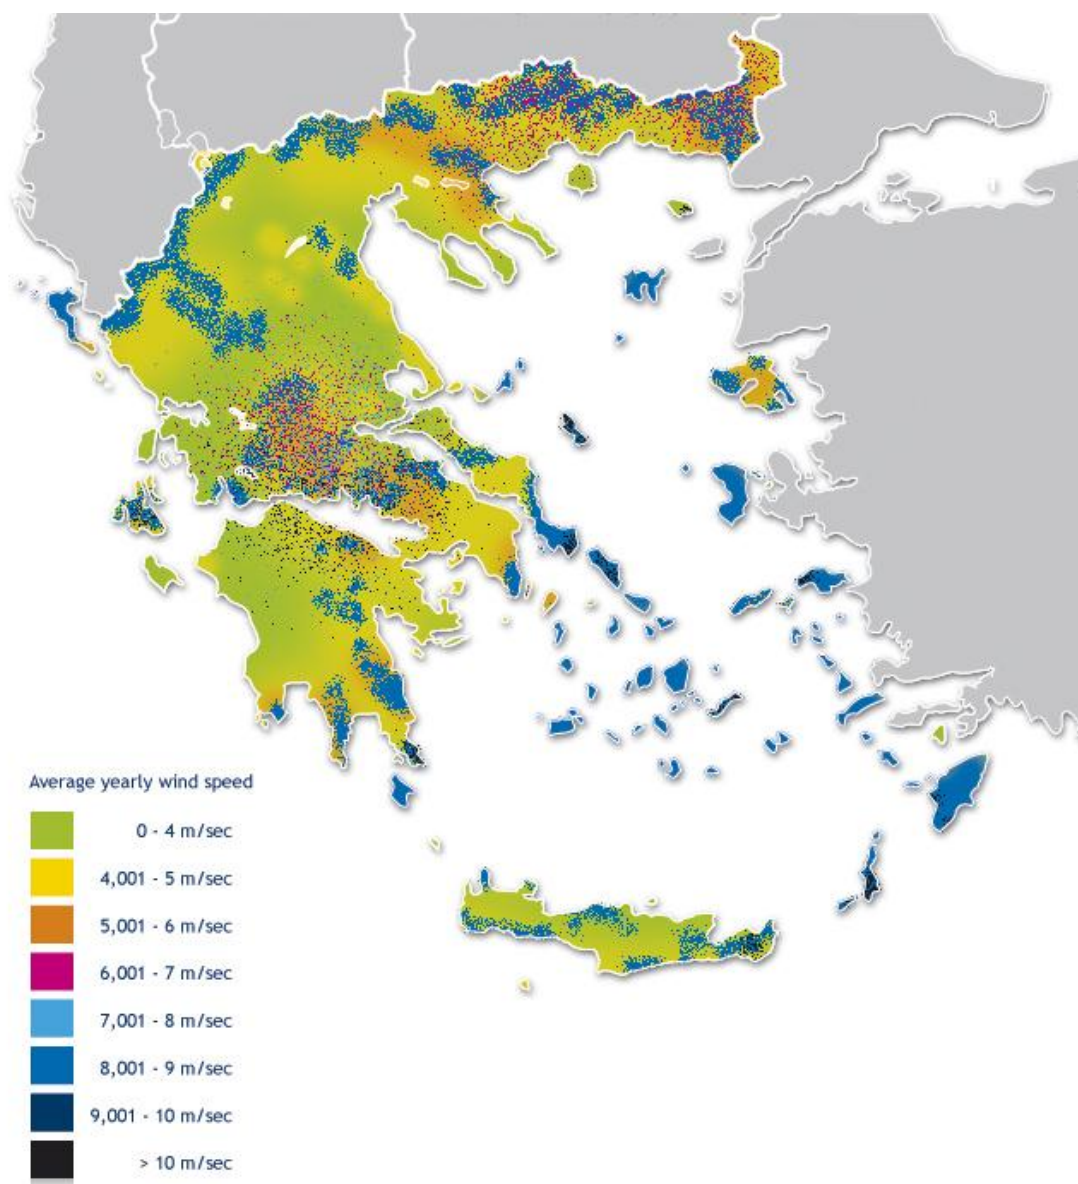 Average yearly wind speed
0 - 4 m/sec
4,001 - 5 m/sec
5,001 - 6 m/sec
6,001 - 7 m/sec
7,001 - 8 m/sec
8,001 - 9 m/sec
9,001 - 10 m/sec
> 10 m/sec